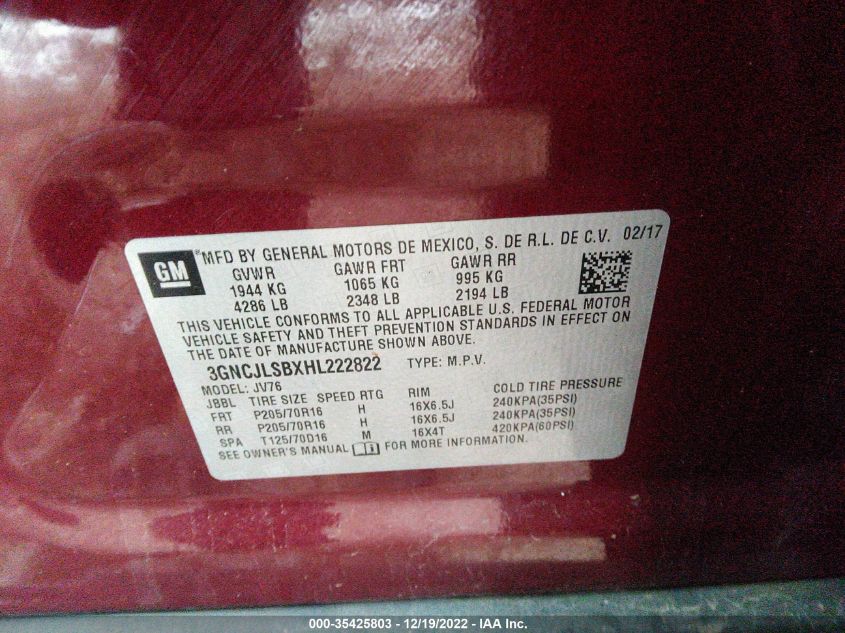 GM
® MFD BY GENERAL MOTORS DE MEXICO, S. DE R.L. DE C.V. 02/17
GVWR GAWR FRT GAWR RR
1944 KG 1065 KG 995 KG
4286 LB 2348 LB 2194 LB
THIS VEHICLE CONFORMS TO ALL APPLICABLE U.S. FEDERAL MOTOR
VEHICLE SAFETY AND THEFT PREVENTION STANDARDS IN EFFECT ON
THE DATE OF MANUFACTURE SHOWN ABOVE.
3GNCJLSBXHL222822 TYPE: M.P.V.
MODEL: JV76
JBBL TIRE SIZE SPEED RTG RIM COLD TIRE PRESSURE
FRT P205/70R16 H 16X6.5J 240KPA(35PSI)
RR P205/70R16 H 16X6.5J 240KPA(35PSI)
SPA T125/70D16 M 16X4T 420KPA(60PSI)
SEE OWNER'S MANUAL FOR MORE INFORMATION.
000-35425803 - 12/19/2022 - IAA Inc.